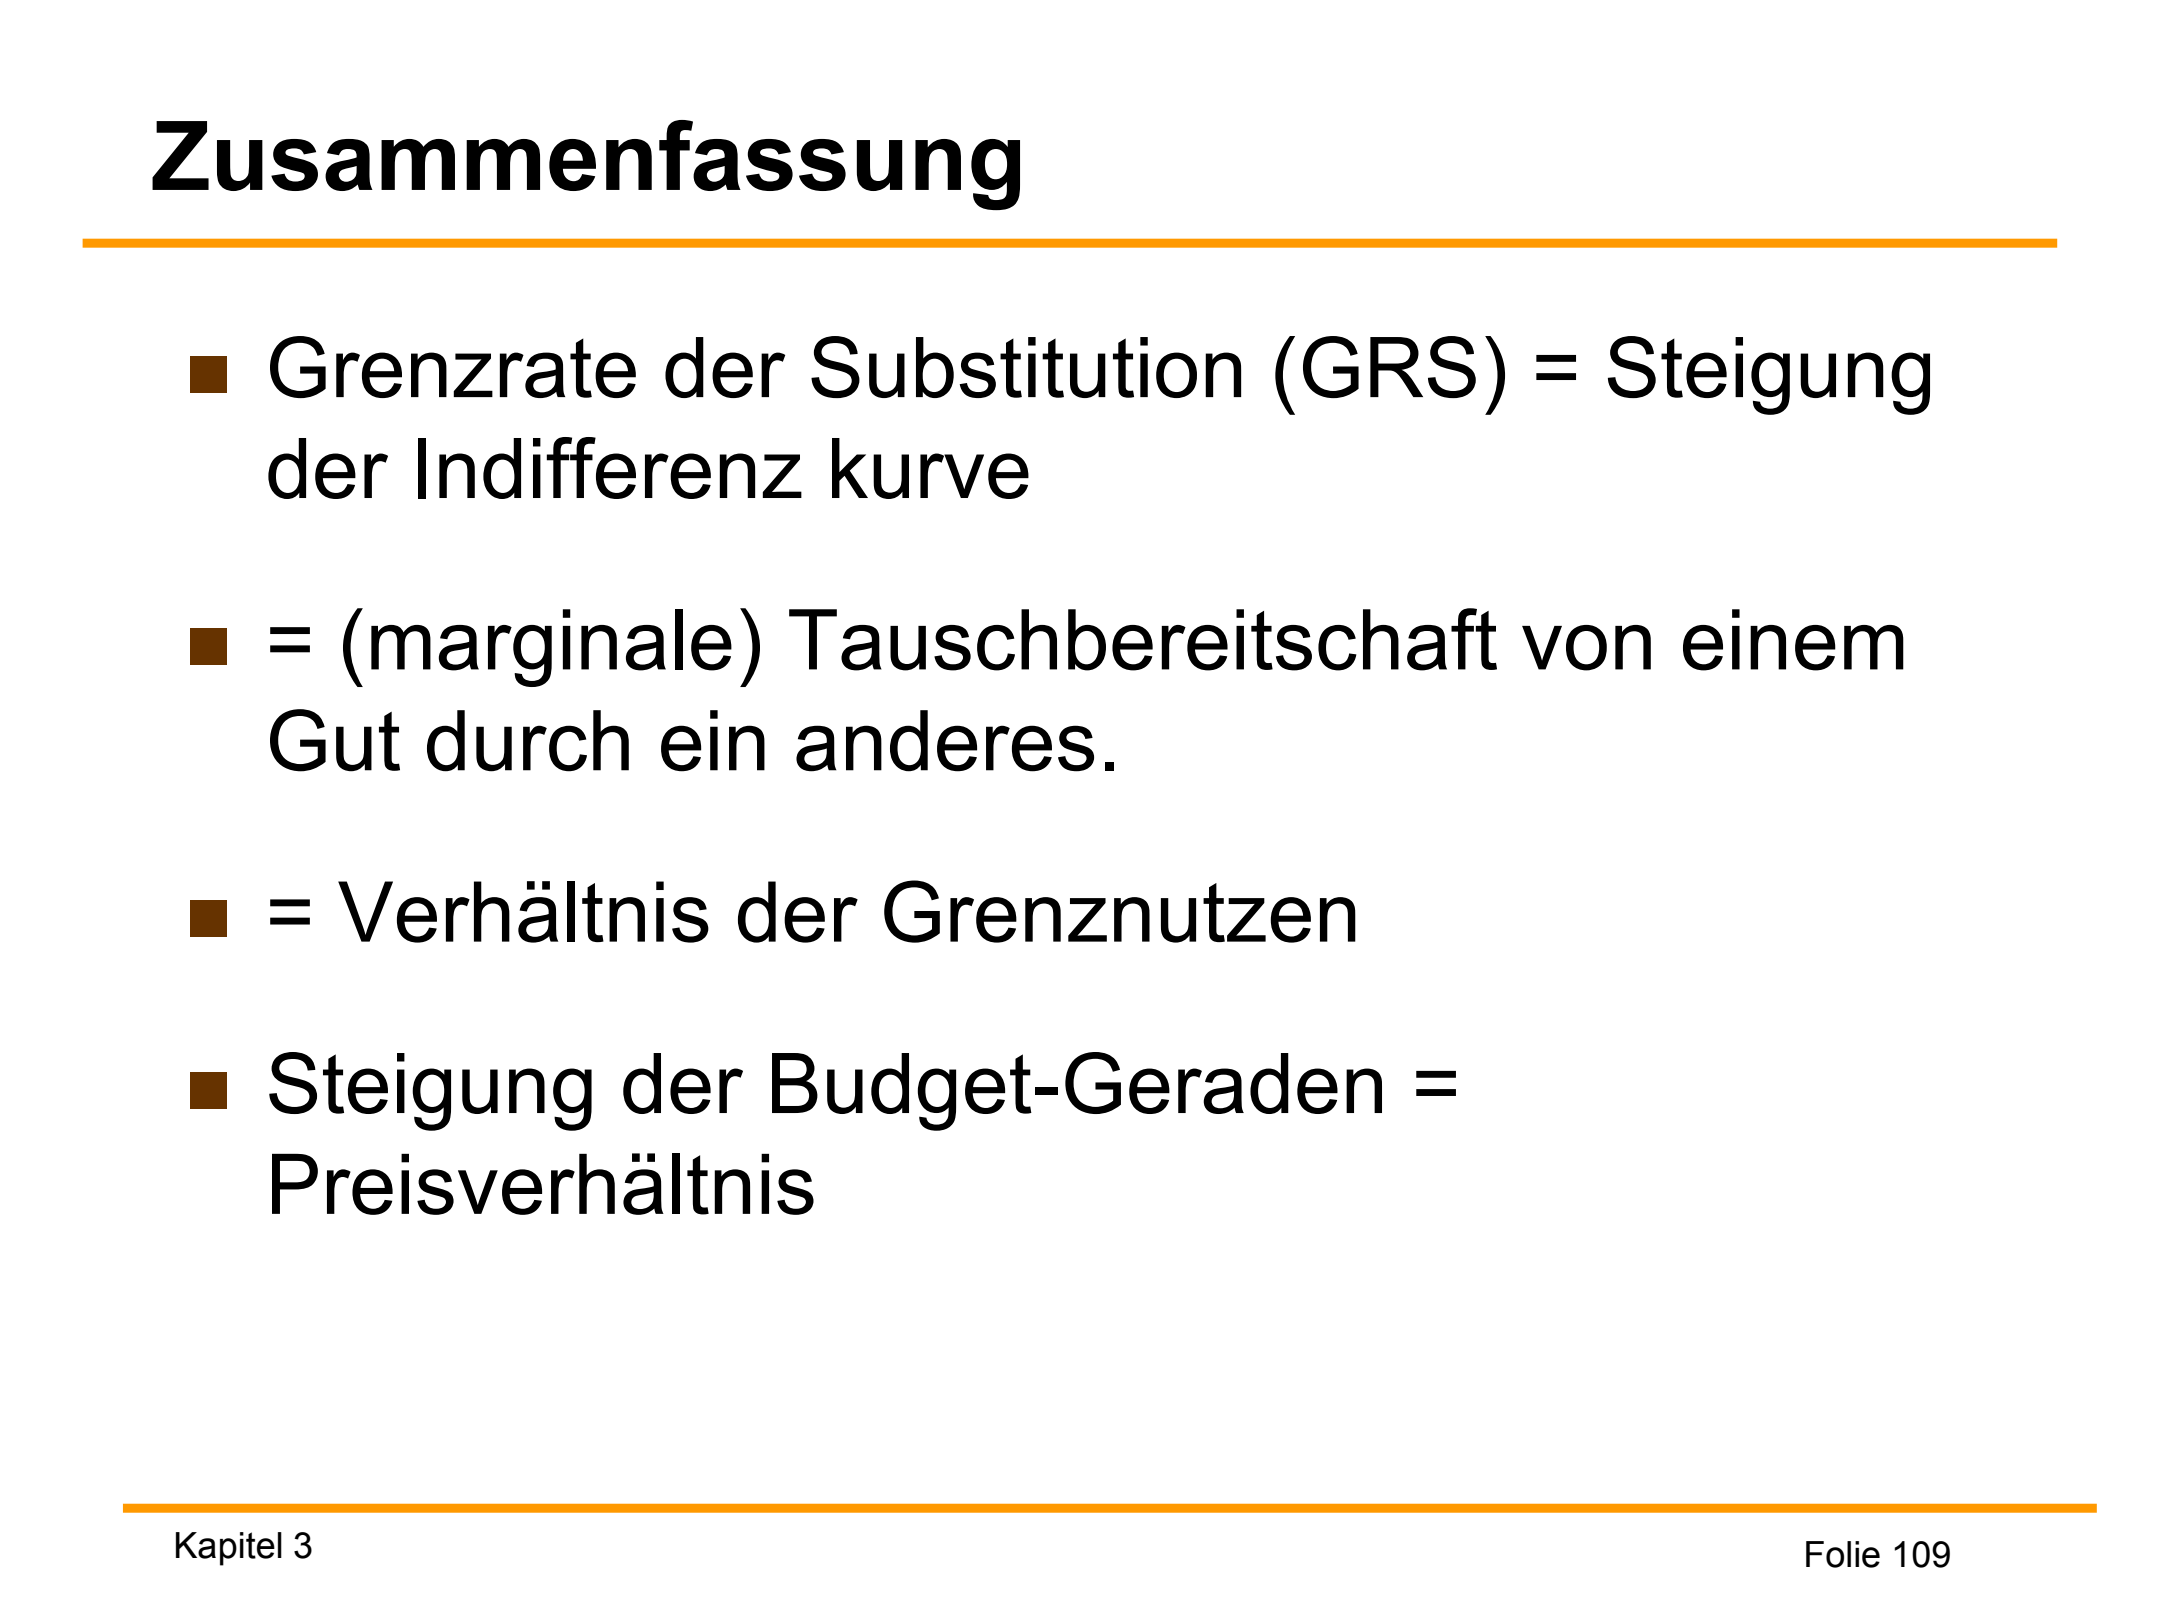 Zusammenfassung
Grenzrate der Substitution (GRS) = Steigung
der Indifferenz kurve
= (marginale) Tauschbereitschaft von einem
Gut durch ein anderes.
= Verhältnis der Grenznutzen
Steigung der Budget-Geraden =
Preisverhältnis
Kapitel 3
Folie 109